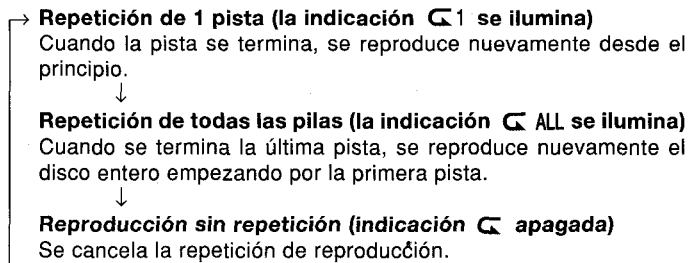 → Repetición de 1 pista (la indicación ⮎1 se ilumina)
Cuando la pista se termina, se reproduce nuevamente desde el
principio.
↓
Repetición de todas las pilas (la indicación ⮎ ALL se ilumina)
Cuando se termina la última pista, se reproduce nuevamente el
disco entero empezando por la primera pista.
↓
Reproducción sin repetición (indicación ⮎ apagada)
Se cancela la repetición de reproducción.